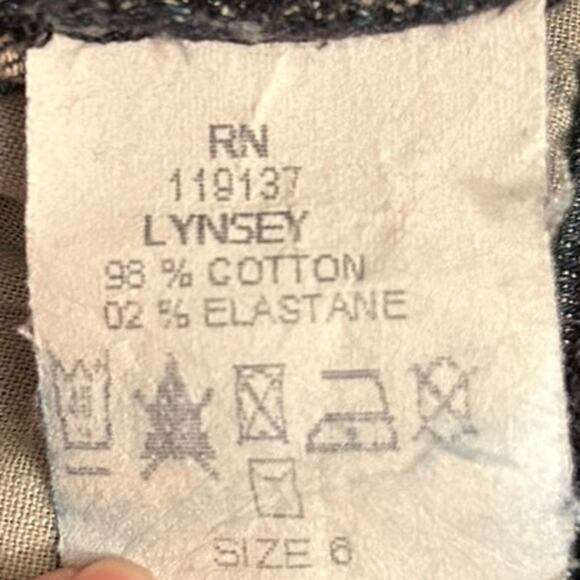 RN
119137
LYNSEY
98 % COTTON
02 % ELASTANE
SIZE 6